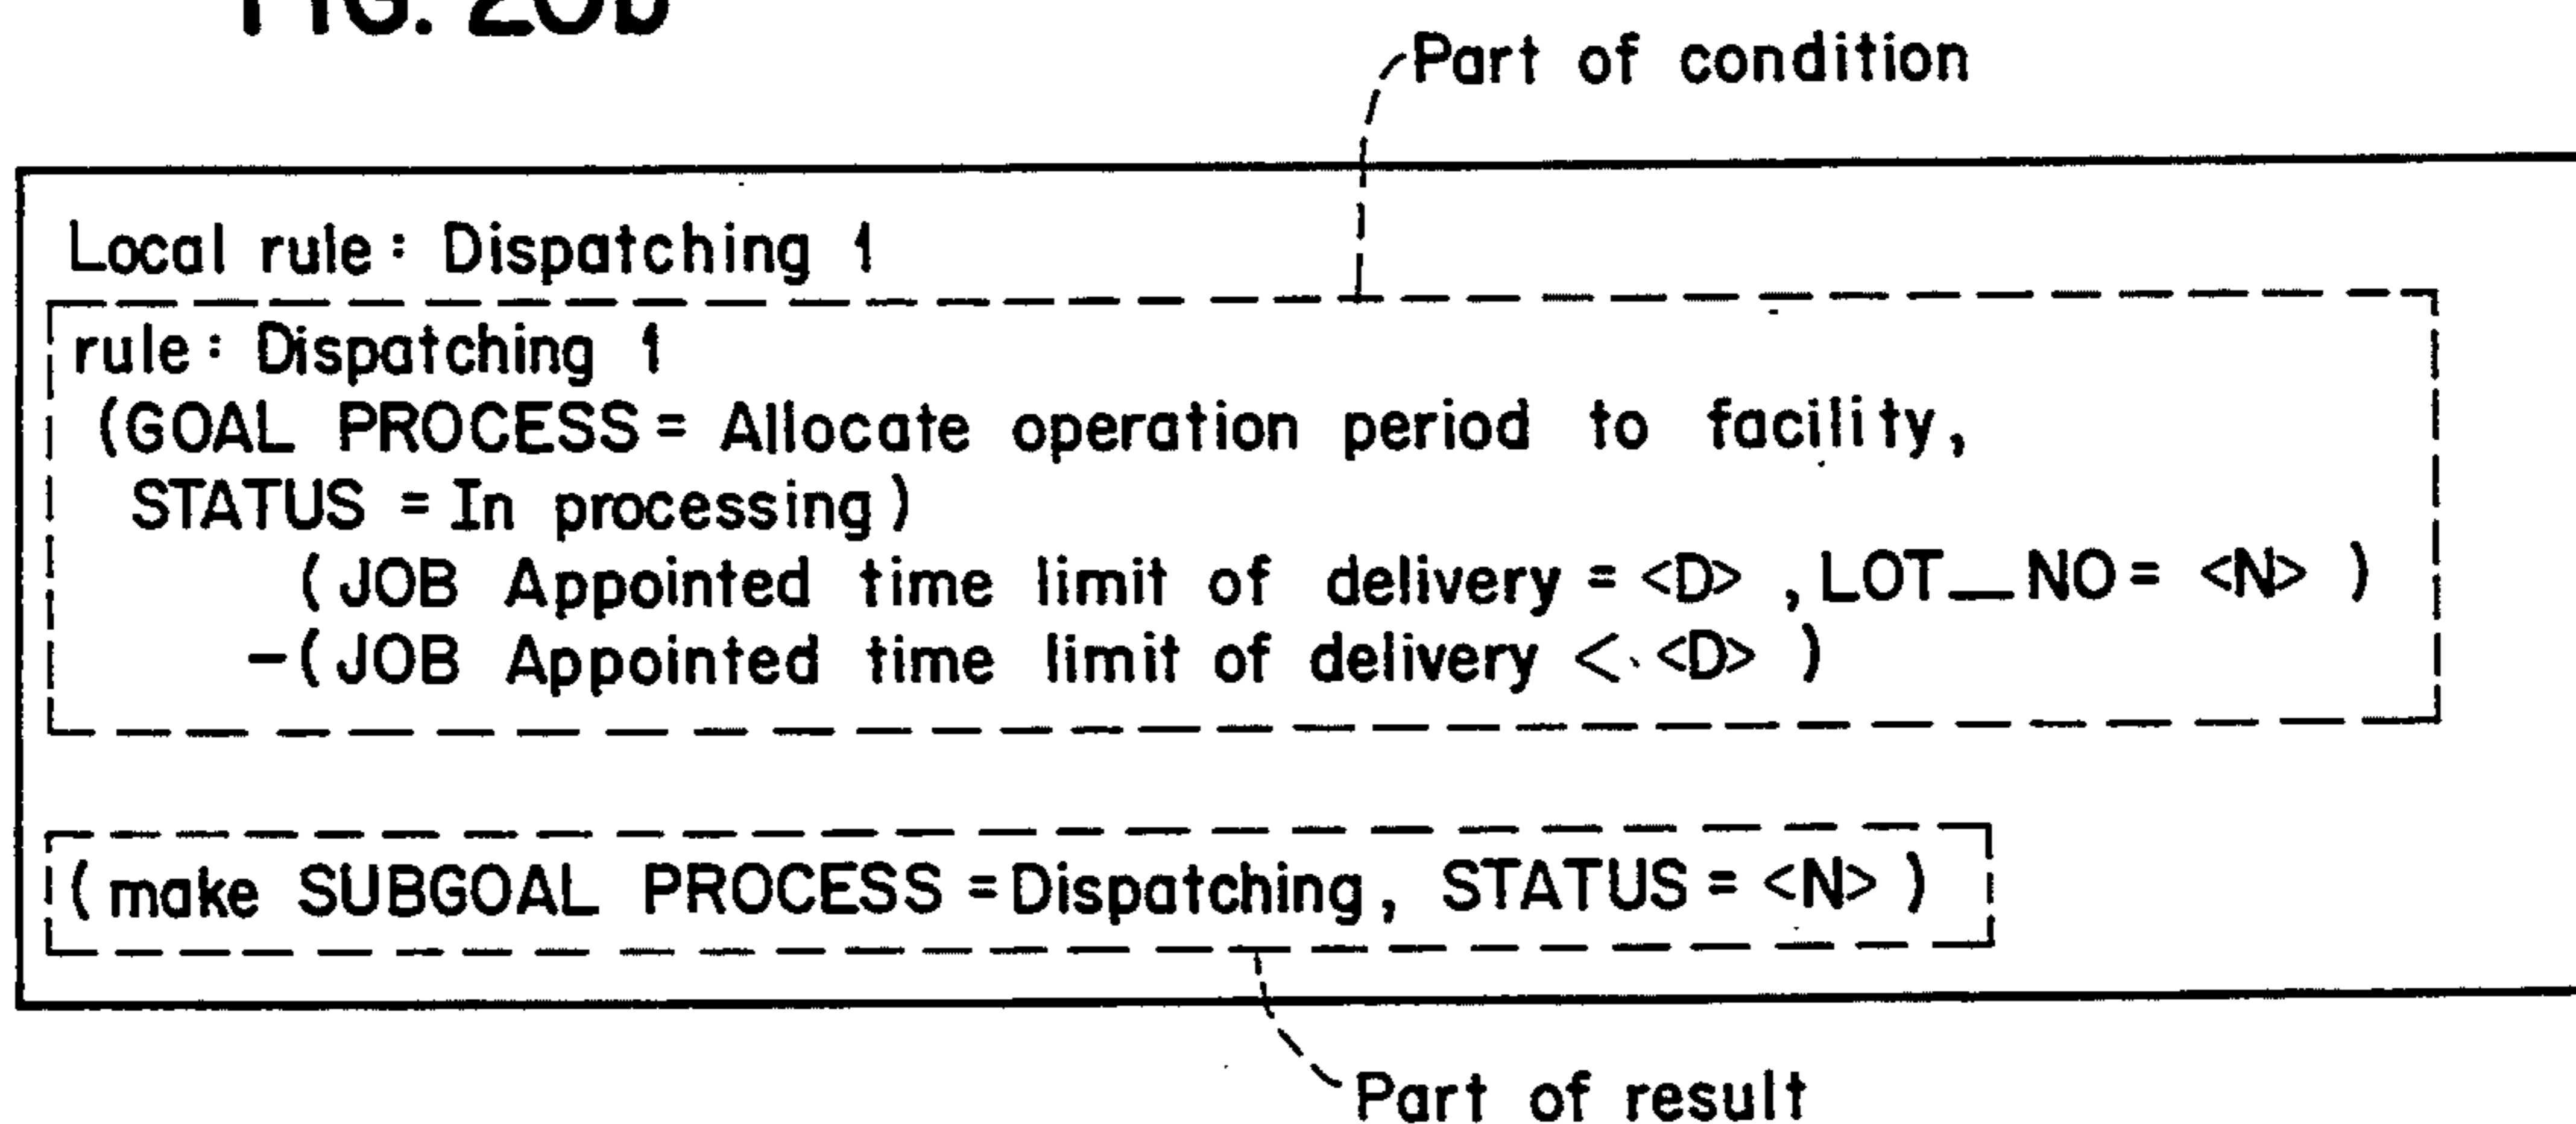 FIG. 20b
Part of condition
Local rule: Dispatching 1
rule: Dispatching 1
(GOAL PROCESS = Allocate operation period to facility,
STATUS = In processing)
(JOB Appointed time limit of delivery = <D> , LOT_NO = <N> )
-(JOB Appointed time limit of delivery < <D> )
(make SUBGOAL PROCESS = Dispatching, STATUS = <N> )
Part of result